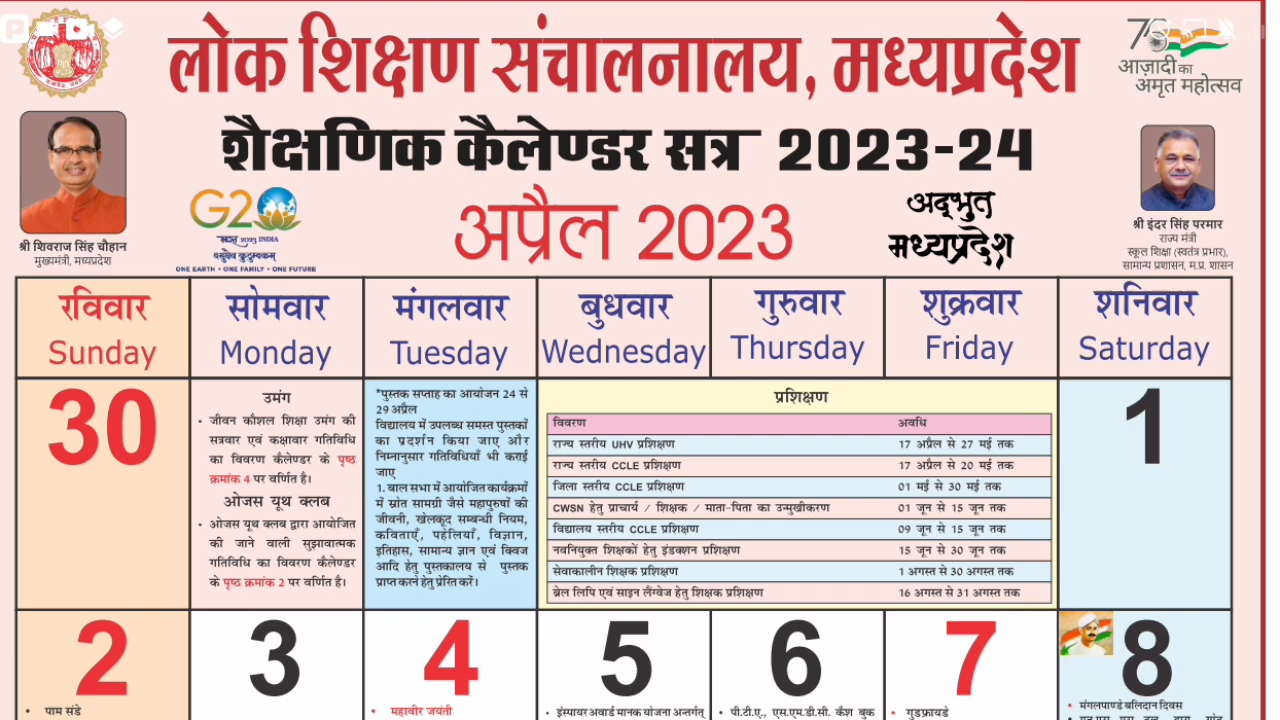 लोक शिक्षण संचालनालय, मध्यप्रदेश
आज़ादी का
अमृत महोत्सव
शैक्षणिक कैलेण्डर सत्र 2023-24
G20
भारत 2023 INDIA
वसुधैव कुटुम्बकम्
ONE EARTH • ONE FAMILY • ONE FUTURE
अप्रैल 2023
अद्भुत
मध्यप्रदेश
श्री शिवराज सिंह चौहान
मुख्यमंत्री, मध्यप्रदेश
श्री इंदर सिंह परमार
राज्य मंत्री
स्कूल शिक्षा (स्वतंत्र प्रभार),
सामान्य प्रशासन, म.प्र. शासन
रविवार सोमवार मंगलवार बुधवार गुरुवार शुक्रवार शनिवार
Sunday Monday Tuesday Wednesday Thursday Friday Saturday
30
उमंग
• जीवन कौशल शिक्षा उमंग की
सत्रवार एवं कक्षावार गतिविधि
का विवरण कैलेण्डर के पृष्ठ
क्रमांक 4 पर वर्णित है।
ओजस यूथ क्लब
• ओजस यूथ क्लब द्वारा आयोजित
की जाने वाली सुझावात्मक
गतिविधि का विवरण कैलेण्डर
के पृष्ठ क्रमांक 2 पर वर्णित है।
*पुस्तक सप्ताह का आयोजन 24 से
29 अप्रैल
विद्यालय में उपलब्ध समस्त पुस्तकों
का प्रदर्शन किया जाए और
निम्नानुसार गतिविधियाँ भी कराई
जाए
1. बाल सभा में आयोजित कार्यक्रमों
में स्रोत सामग्री जैसे महापुरुषों की
जीवनी, खेलकूद सम्बन्धी नियम,
कविताएँ, पहेलियाँ, विज्ञान,
इतिहास, सामान्य ज्ञान एवं क्विज
आदि हेतु पुस्तकालय से पुस्तक
प्राप्त करने हेतु प्रेरित करें।
प्रशिक्षण
विवरण अवधि
राज्य स्तरीय UHV प्रशिक्षण 17 अप्रैल से 27 मई तक
राज्य स्तरीय CCLE प्रशिक्षण 17 अप्रैल से 20 मई तक
जिला स्तरीय CCLE प्रशिक्षण 01 मई से 30 मई तक
CWSN हेतु प्राचार्य / शिक्षक / माता-पिता का उन्मुखीकरण 01 जून से 15 जून तक
विद्यालय स्तरीय CCLE प्रशिक्षण 09 जून से 15 जून तक
नवनियुक्त शिक्षकों हेतु इंडक्शन प्रशिक्षण 15 जून से 30 जून तक
सेवाकालीन शिक्षक प्रशिक्षण 1 अगस्त से 30 अगस्त तक
ब्रेल लिपि एवं साइन लैंग्वेज हेतु शिक्षक प्रशिक्षण 16 अगस्त से 31 अगस्त तक
1
2 3 4 5 6 7 8
• पाम संडे
• महावीर जयंती
• इंस्पायर अवार्ड मानक योजना अन्तर्गत्
• पी.टी.ए., एस.एम.डी.सी. कैश बुक
• गुडफ्रायडे
• मंगलपाण्डे बलिदान दिवस